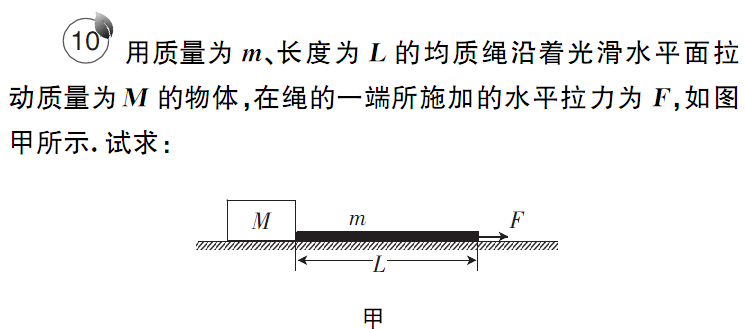 10 用质量为 m、长度为 L 的均质绳沿着光滑水平面拉
动质量为 M 的物体,在绳的一端所施加的水平拉力为 F,如图
甲所示.试求:
M m F
L
甲